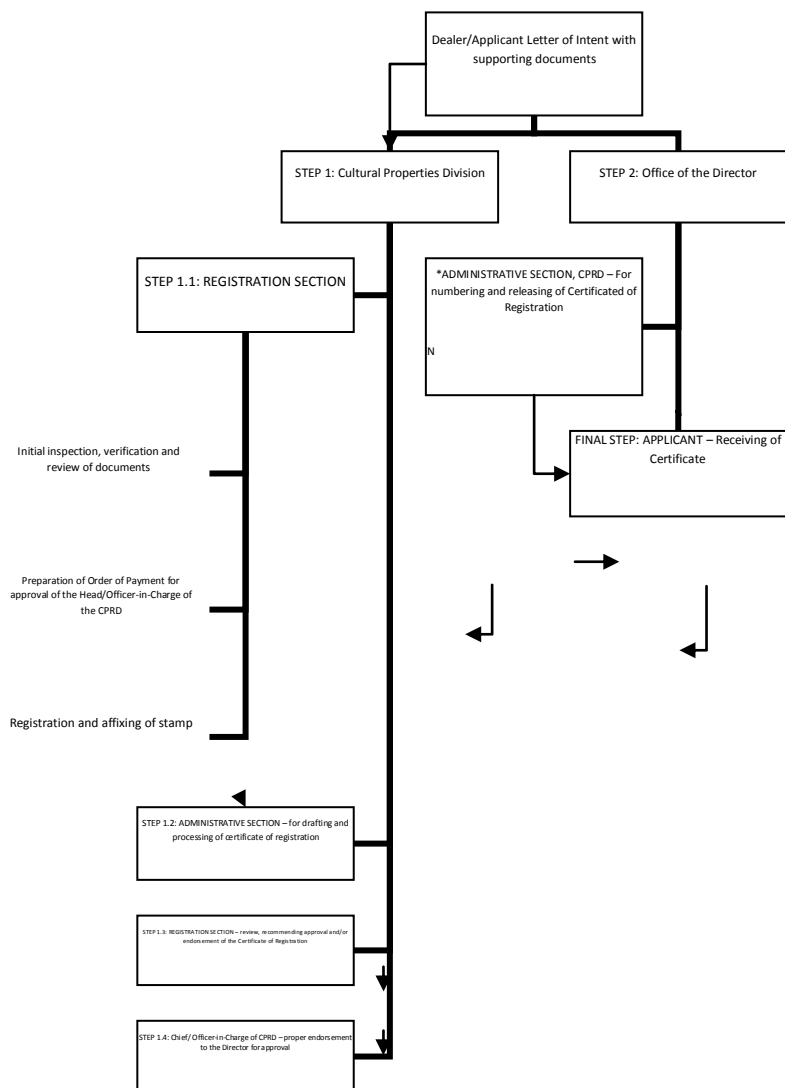 Dealer/Applicant Letter of Intent with
supporting documents
STEP 1: Cultural Properties Division
STEP 2: Office of the Director
STEP 1.1: REGISTRATION SECTION
*ADMINISTRATIVE SECTION, CPRD – For
numbering and releasing of Certificated of
Registration
N
Initial inspection, verification and
review of documents
FINAL STEP: APPLICANT – Receiving of
Certificate
Preparation of Order of Payment for
approval of the Head/Officer-in-Charge of
the CPRD
Registration and affixing of stamp
STEP 1.2: ADMINISTRATIVE SECTION – for drafting and
processing of certificate of registration
STEP 1.3: REGISTRATION SECTION – review, recommending approval and/or
endorsement of the Certificate of Registration
STEP 1.4: Chief/ Officer-in-Charge of CPRD – proper endorsement
to the Director for approval